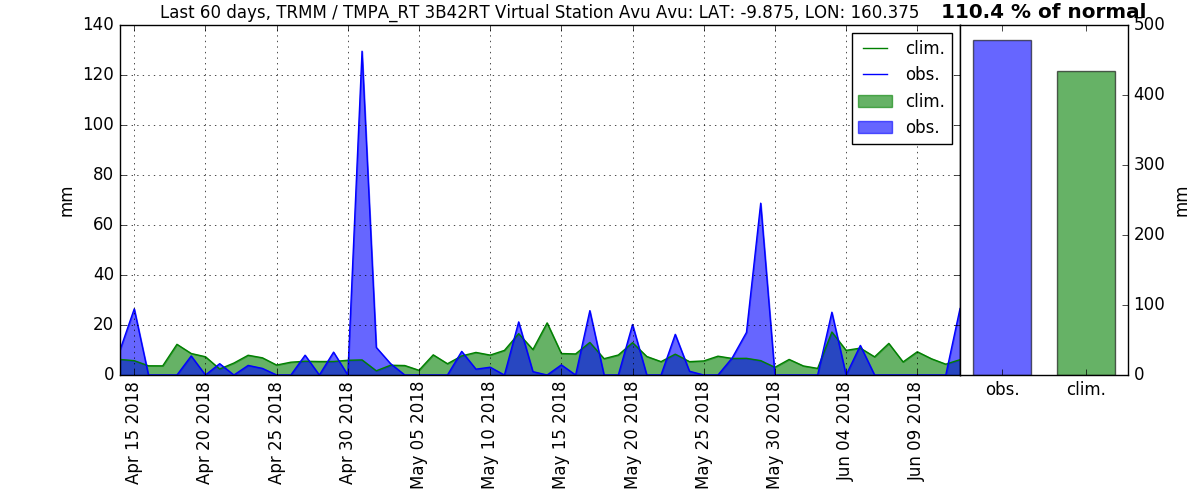 Last 60 days, TRMM / TMPA_RT 3B42RT Virtual Station Avu Avu: LAT: -9.875, LON: 160.375
110.4 % of normal
mm
140
120
100
80
60
40
20
0
clim.
obs.
clim.
obs.
Apr 15 2018
Apr 20 2018
Apr 25 2018
Apr 30 2018
May 05 2018
May 10 2018
May 15 2018
May 20 2018
May 25 2018
May 30 2018
Jun 04 2018
Jun 09 2018
500
400
300
200
100
0
mm
obs.
clim.